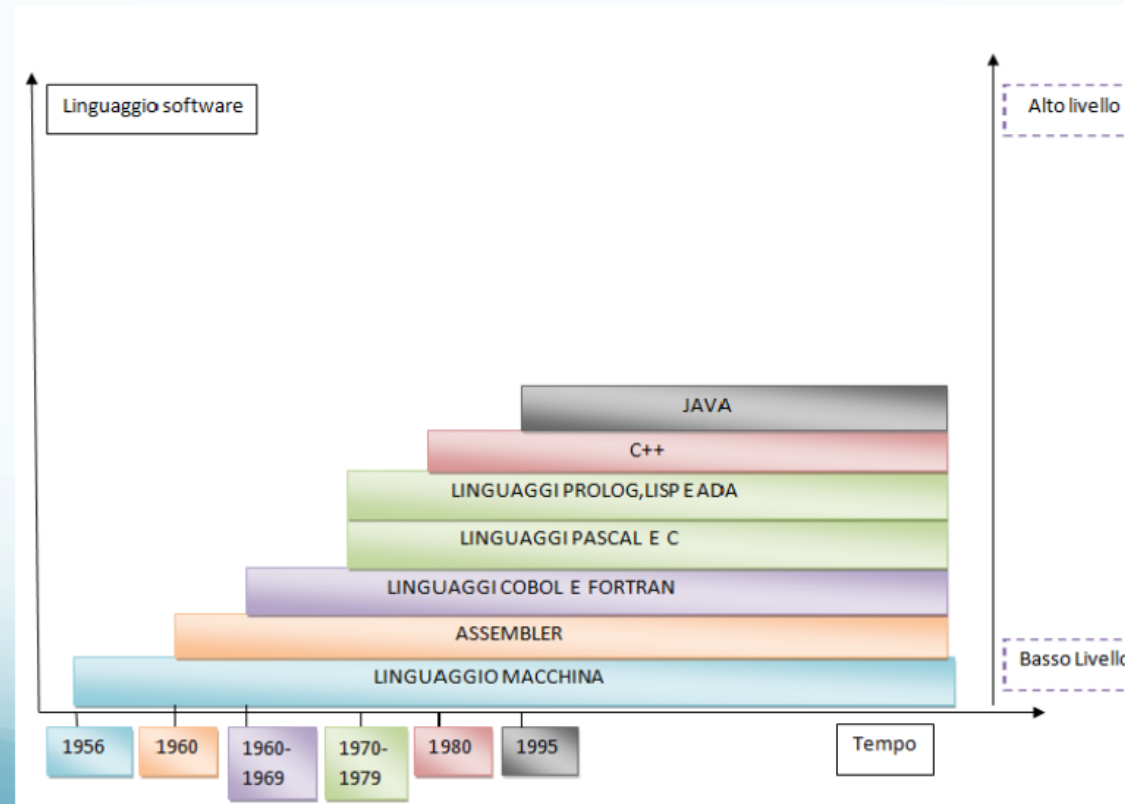 Linguaggio software
Alto livello
JAVA
C++
LINGUAGGI PROLOG,LISP E ADA
LINGUAGGI PASCAL E C
LINGUAGGI COBOL E FORTRAN
ASSEMBLER
LINGUAGGIO MACCHINA
Basso Livello
1956
1960
1960-
1969
1970-
1979
1980
1995
Tempo